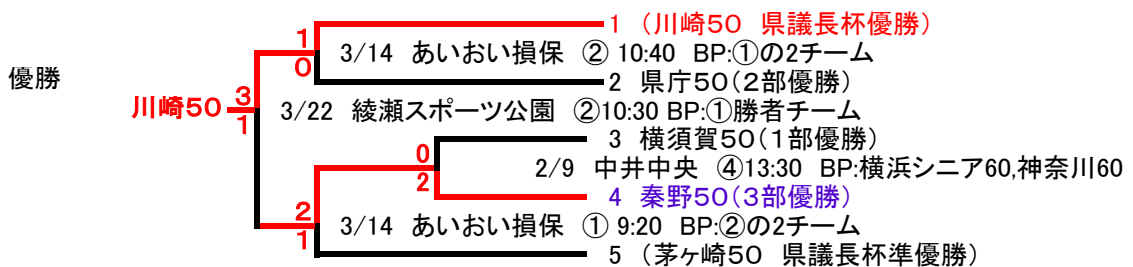 1 (川崎50 県議長杯優勝)
1
3/14 あいおい損保 ② 10:40 BP:①の2チーム
0
優勝
2 県庁50(2部優勝)
川崎50
3
3/22 綾瀬スポーツ公園 ②10:30 BP:①勝者チーム
1
3 横須賀50(1部優勝)
0
2/9 中井中央 ④13:30 BP:横浜シニア60,神奈川60
2
4 秦野50(3部優勝)
2
3/14 あいおい損保 ① 9:20 BP:②の2チーム
1
5 (茅ヶ崎50 県議長杯準優勝)